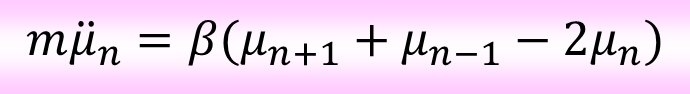 mμ̈ₙ = β(μₙ₊₁ + μₙ₋₁ − 2μₙ)